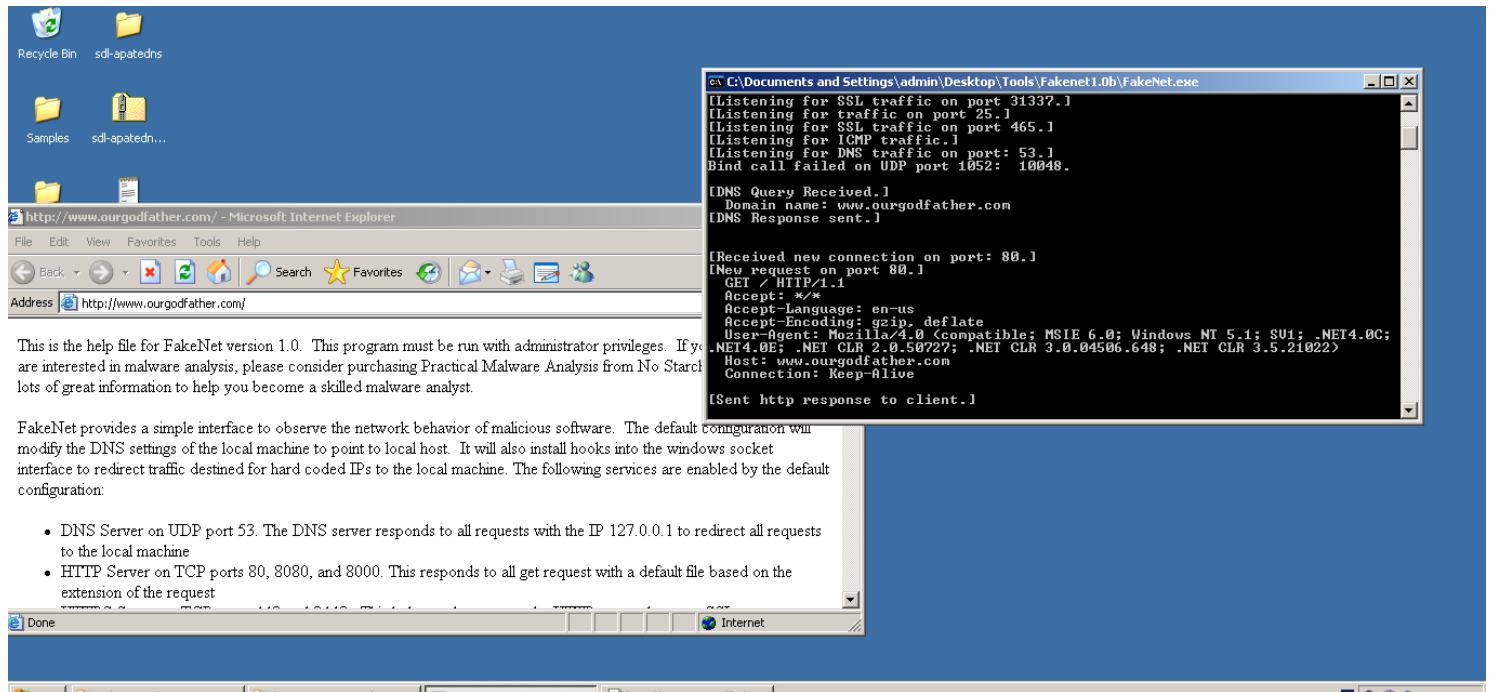 Recycle Bin
sdl-apatedns
Samples
sdl-apatedn...
http://www.ourgodfather.com/ - Microsoft Internet Explorer
File Edit View Favorites Tools Help
Back Search Favorites
Address http://www.ourgodfather.com/
This is the help file for FakeNet version 1.0. This program must be run with administrator privileges. If
are interested in malware analysis, please consider purchasing Practical Malware Analysis from No
lots of great information to help you become a skilled malware analyst.
FakeNet provides a simple interface to observe the network behavior of malicious software. The default configuration will
modify the DNS settings of the local machine to point to local host. It will also install hooks into the windows socket
interface to redirect traffic destined for hard coded IPs to the local machine. The following services are enabled by the default
configuration:
• DNS Server on UDP port 53. The DNS server responds to all requests with the IP 127.0.0.1 to redirect all requests
to the local machine
• HTTP Server on TCP ports 80, 8080, and 8000. This responds to all get request with a default file based on the
extension of the request
Done
Internet
C:\Documents and Settings\admin\Desktop\Tools\Fakenet1.0b\FakeNet.exe
[Listening for SSL traffic on port 31337.]
[Listening for traffic on port 25.]
[Listening for SSL traffic on port 465.]
[Listening for ICMP traffic.]
[Listening for DNS traffic on port: 53.]
Bind call failed on UDP port 1052: 10048.
[DNS Query Received.]
Domain name: www.ourgodfather.com
[DNS Response sent.]
[Received new connection on port: 80.]
[New request on port 80.]
GET / HTTP/1.1
Accept: */*
Accept-Language: en-us
Accept-Encoding: gzip, deflate
User-Agent: Mozilla/4.0 (compatible; MSIE 6.0; Windows NT 5.1; SV1; .NET4.0C;
.NET4.0E; .NET CLR 2.0.50727; .NET CLR 3.0.04506.648; .NET CLR 3.5.21022)
Host: www.ourgodfather.com
Connection: Keep-Alive
[Sent http response to client.]